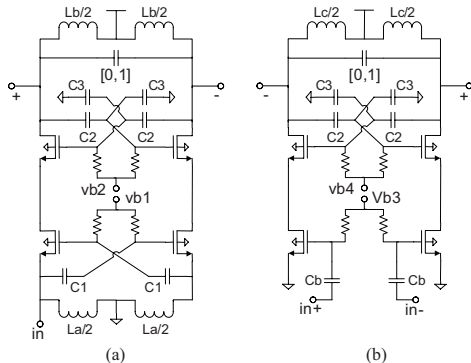 Lb/2 Lb/2
[0,1]
+ -
C3 C3
C2 C2
vb2
vb1
C1 C1
in
La/2 La/2
(a)
Lc/2 Lc/2
[0,1]
- +
C3 C3
C2 C2
vb4
Vb3
Cb Cb
in+ in-
(b)